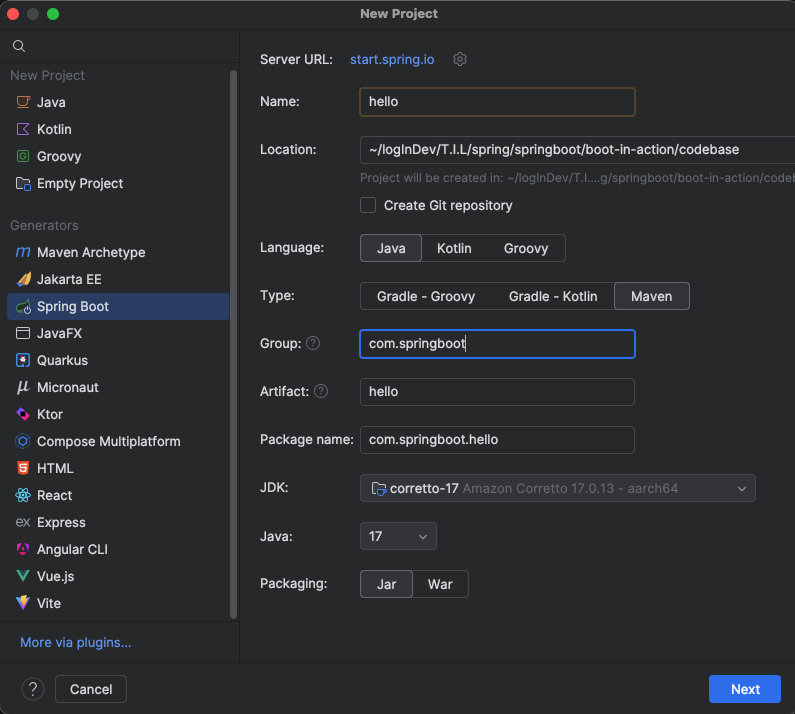 New Project
New Project
Java
Kotlin
Groovy
Empty Project
Generators
Maven Archetype
Jakarta EE
Spring Boot
JavaFX
Quarkus
Micronaut
Ktor
Compose Multiplatform
HTML
React
Express
Angular CLI
Vue.js
Vite
More via plugins...
Server URL: start.spring.io
Name: hello
Location: ~/logInDev/T.I.L/spring/springboot/boot-in-action/codebase
Project will be created in: ~/logInDev/T.I....g/springboot/boot-in-action/codeb
Create Git repository
Language: Java Kotlin Groovy
Type: Gradle - Groovy Gradle - Kotlin Maven
Group: ? com.springboot
Artifact: ? hello
Package name: com.springboot.hello
JDK: corretto-17 Amazon Corretto 17.0.13 - aarch64
Java: 17
Packaging: Jar War
? Cancel Next